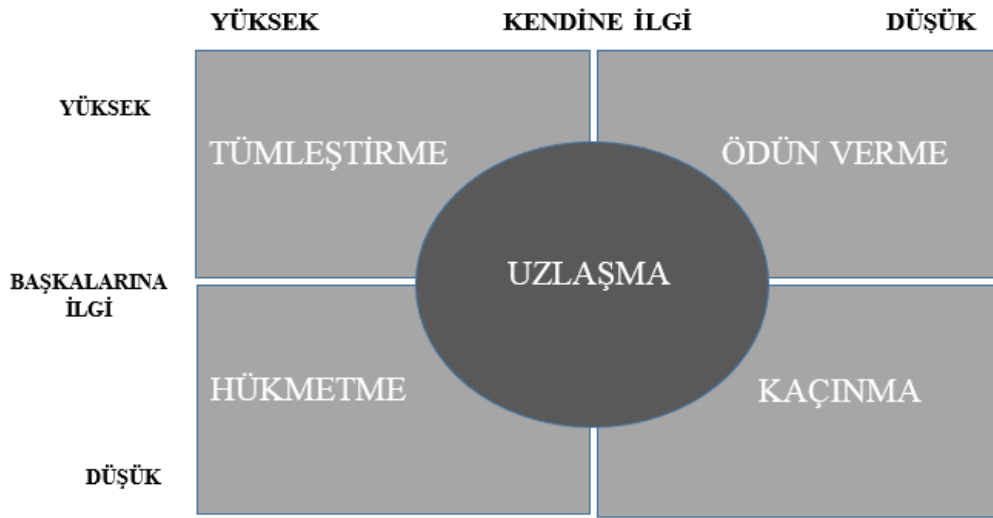 YÜKSEK KENDİNE İLGİ DÜŞÜK
YÜKSEK
TÜMLEŞTİRME ÖDÜN VERME
UZLAŞMA
BAŞKALARINA
İLGİ
HÜKMETME KAÇINMA
DÜŞÜK